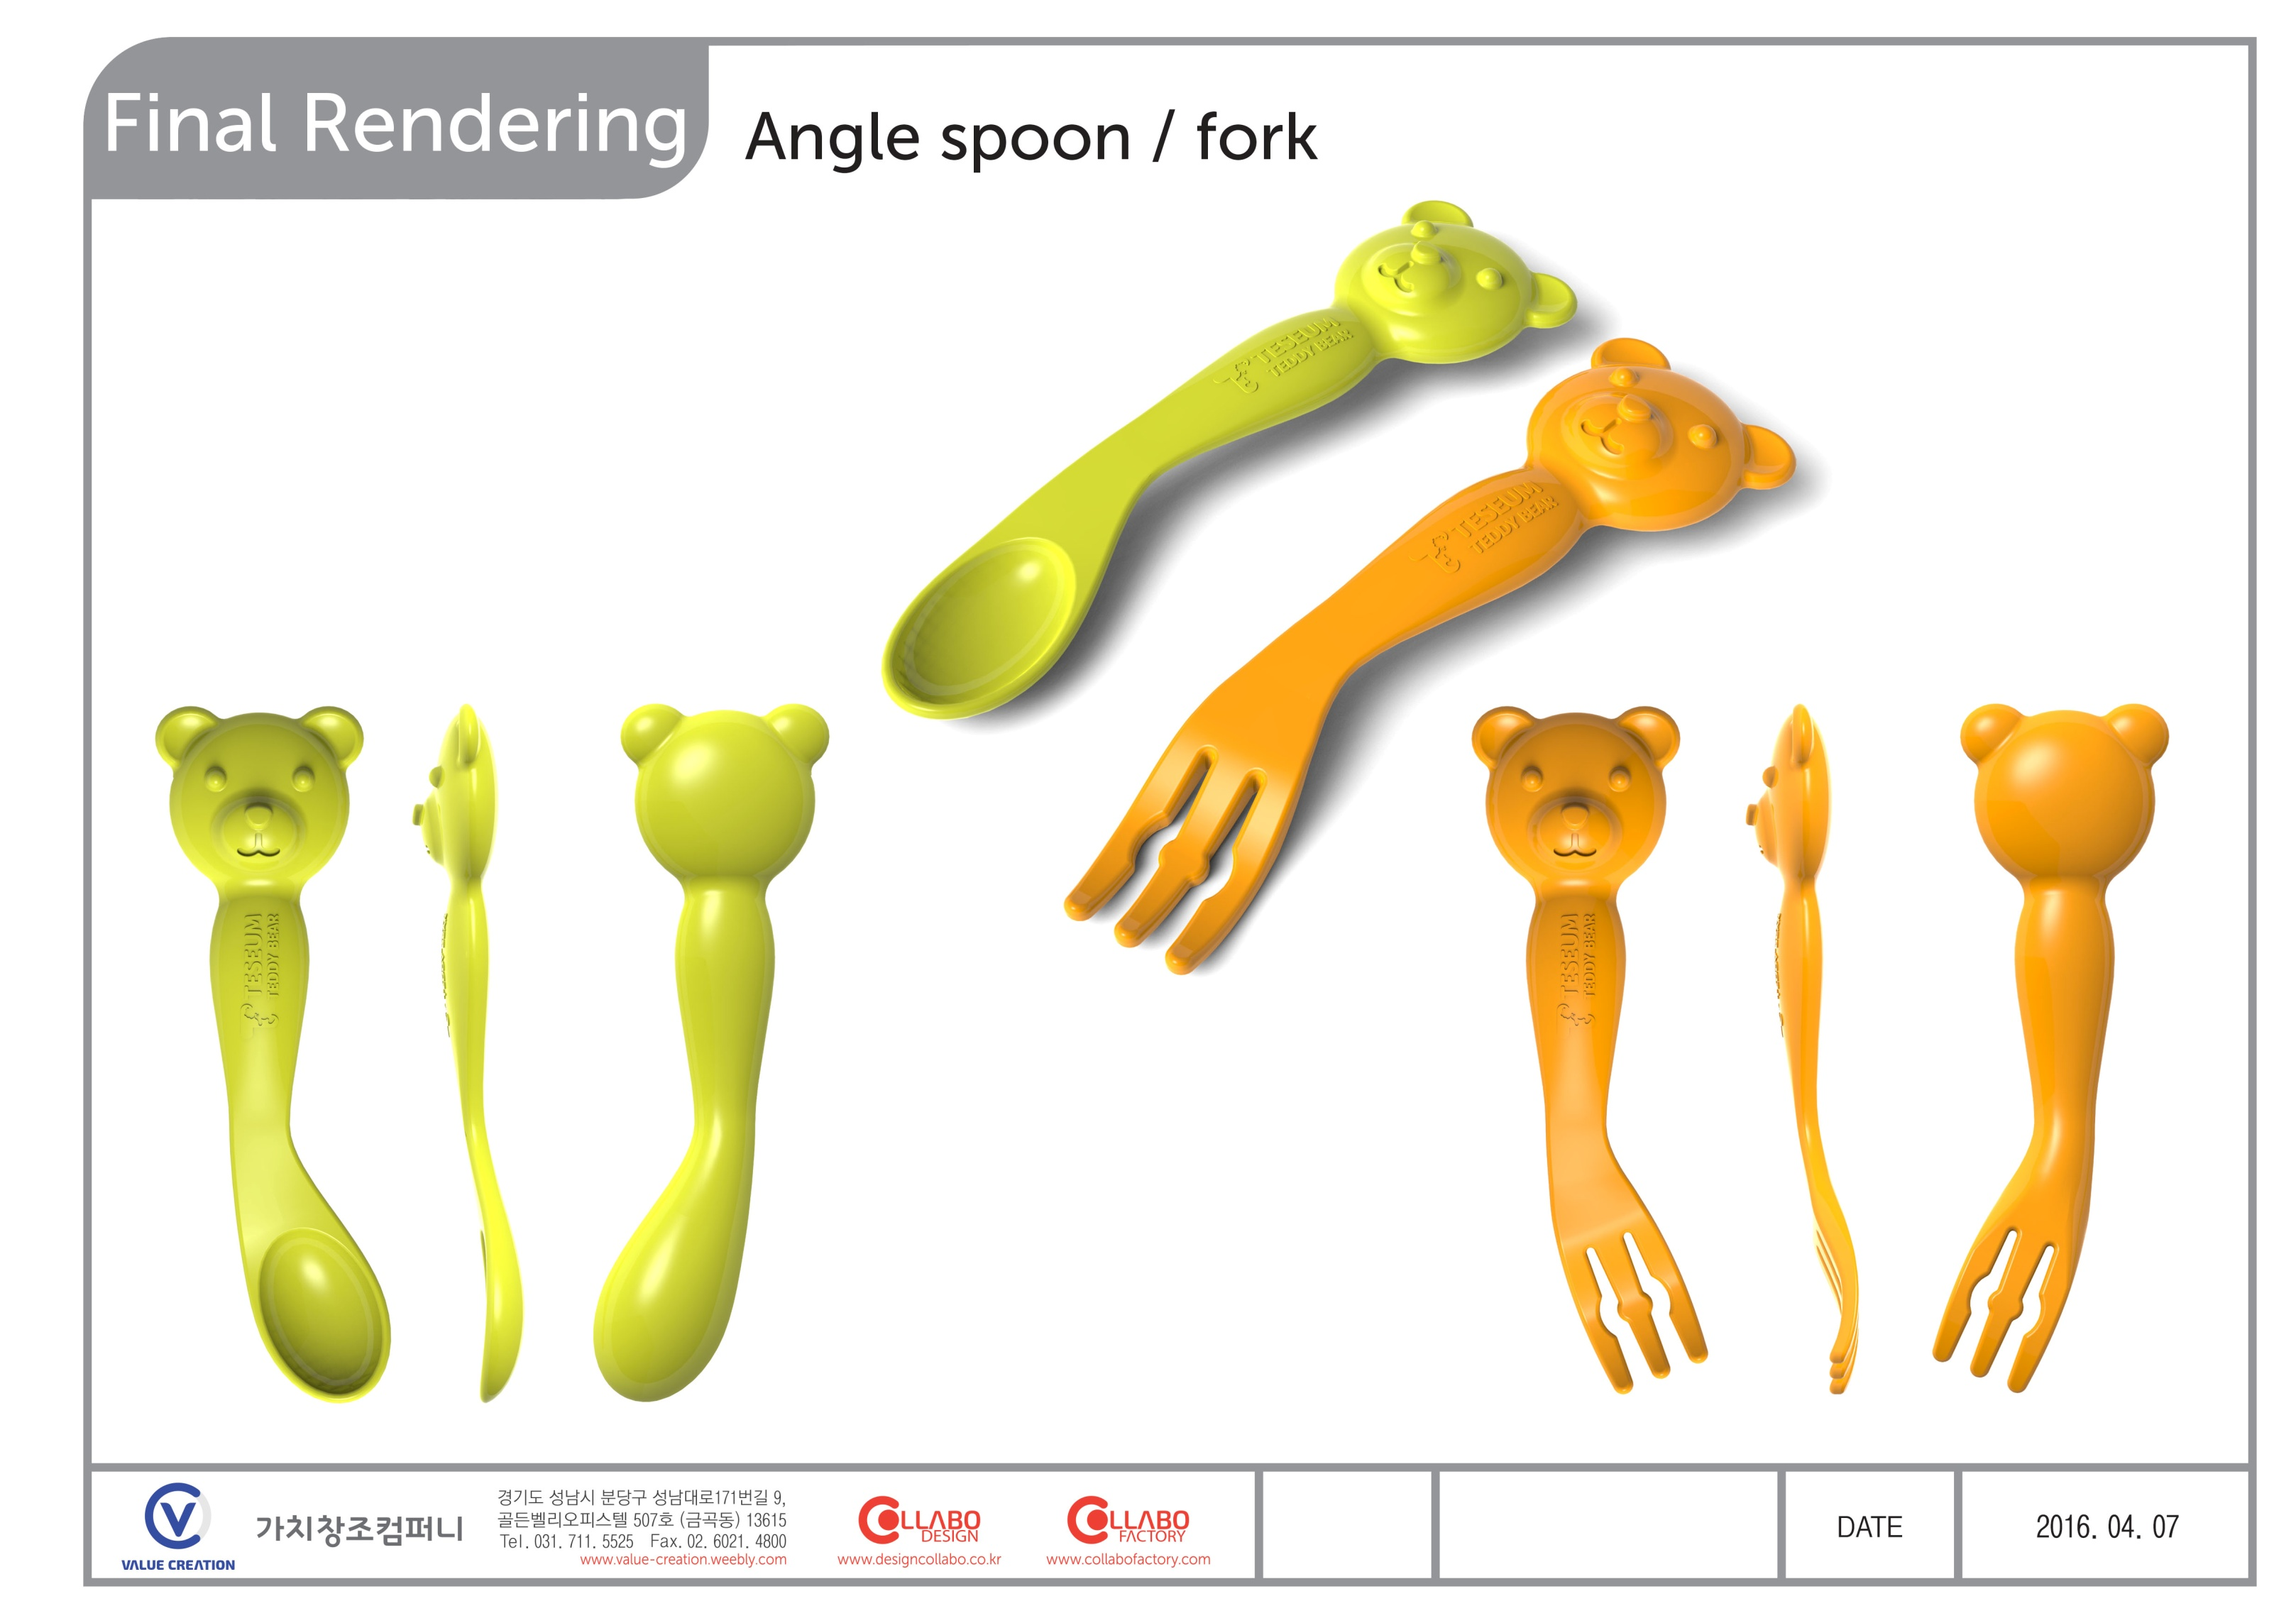 Final Rendering
Angle spoon / fork
TESEUM
TEDDY BEAR
TESEUM
TEDDY BEAR
TESEUM
TEDDY BEAR
TESEUM
TEDDY BEAR
VALUE CREATION
가치창조컴퍼니
경기도 성남시 분당구 성남대로171번길 9,
골든벨리오피스텔 507호 (금곡동) 13615
Tel. 031. 711. 5525 Fax. 02. 6021. 4800
www.value-creation.weebly.com
COLLABO
DESIGN
www.designcollabo.co.kr
COLLABO
FACTORY
www.collabofactory.com
DATE
2016. 04. 07